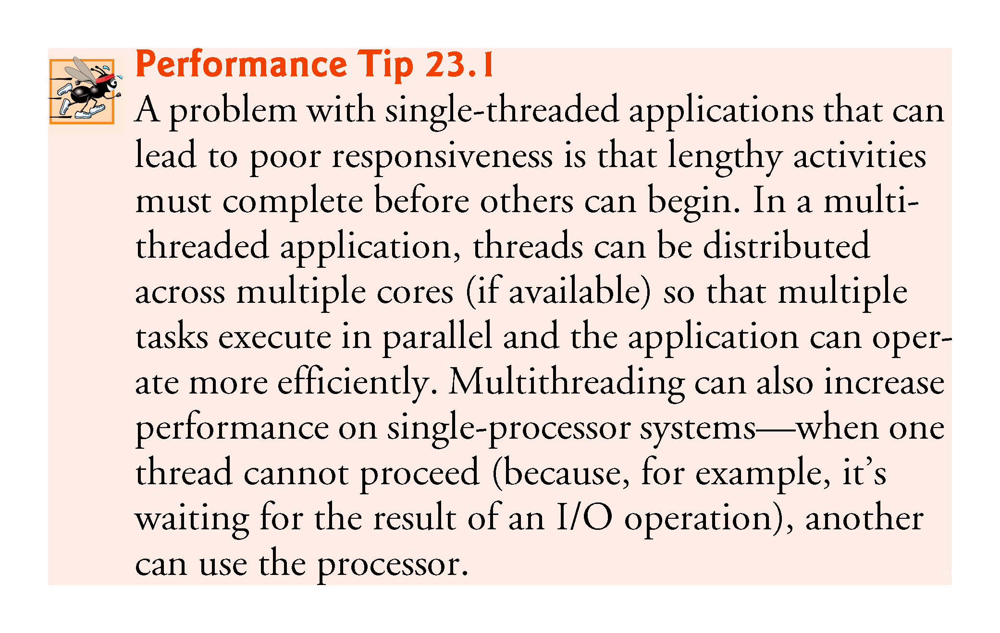 Performance Tip 23.1
A problem with single-threaded applications that can
lead to poor responsiveness is that lengthy activities
must complete before others can begin. In a multi-
threaded application, threads can be distributed
across multiple cores (if available) so that multiple
tasks execute in parallel and the application can oper-
ate more efficiently. Multithreading can also increase
performance on single-processor systems—when one
thread cannot proceed (because, for example, it’s
waiting for the result of an I/O operation), another
can use the processor.